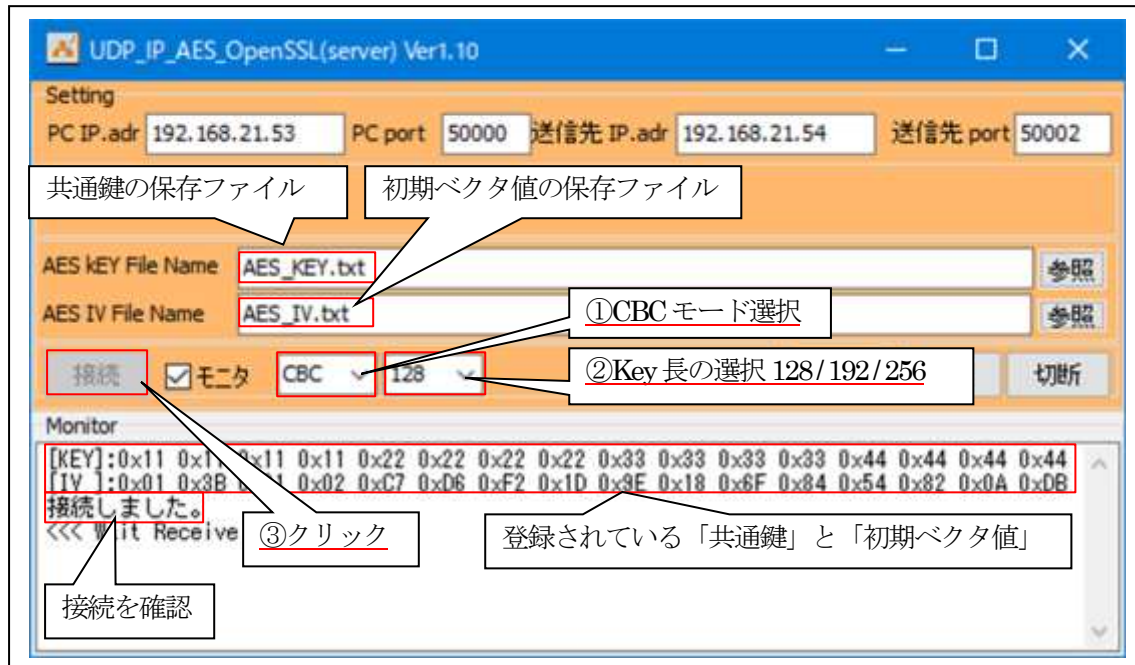 UDP_IP_AES_OpenSSL(server) Ver1.10
Setting
PC IP.adr 192.168.21.53 PC port 50000 送信先 IP.adr 192.168.21.54 送信先 port 50002
共通鍵の保存ファイル 初期ベクタ値の保存ファイル
AES kEY File Name AES_KEY.txt 参照
AES IV File Name AES_IV.txt 参照
①CBCモード選択
接続 モニタ CBC 128 切断
②Key長の選択 128/192/256
Monitor
[KEY]:0x11 0x11 0x11 0x11 0x22 0x22 0x22 0x22 0x33 0x33 0x33 0x33 0x44 0x44 0x44 0x44
[IV ]:0x01 0x3B 0x02 0xC7 0xD6 0xF2 0x1D 0x9E 0x18 0x6F 0x84 0x54 0x82 0x0A 0xDB
接続しました。
<<< Receive
③クリック
登録されている「共通鍵」と「初期ベクタ値」
接続を確認